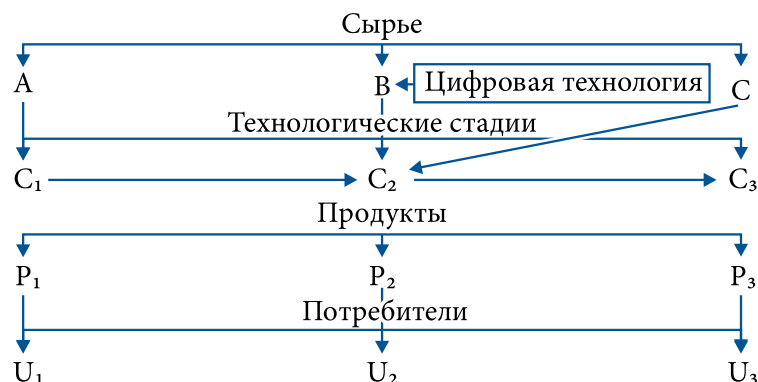 Сырье
A B Цифровая технология C
Технологические стадии
C₁ C₂ C₃
Продукты
P₁ P₂ P₃
Потребители
U₁ U₂ U₃